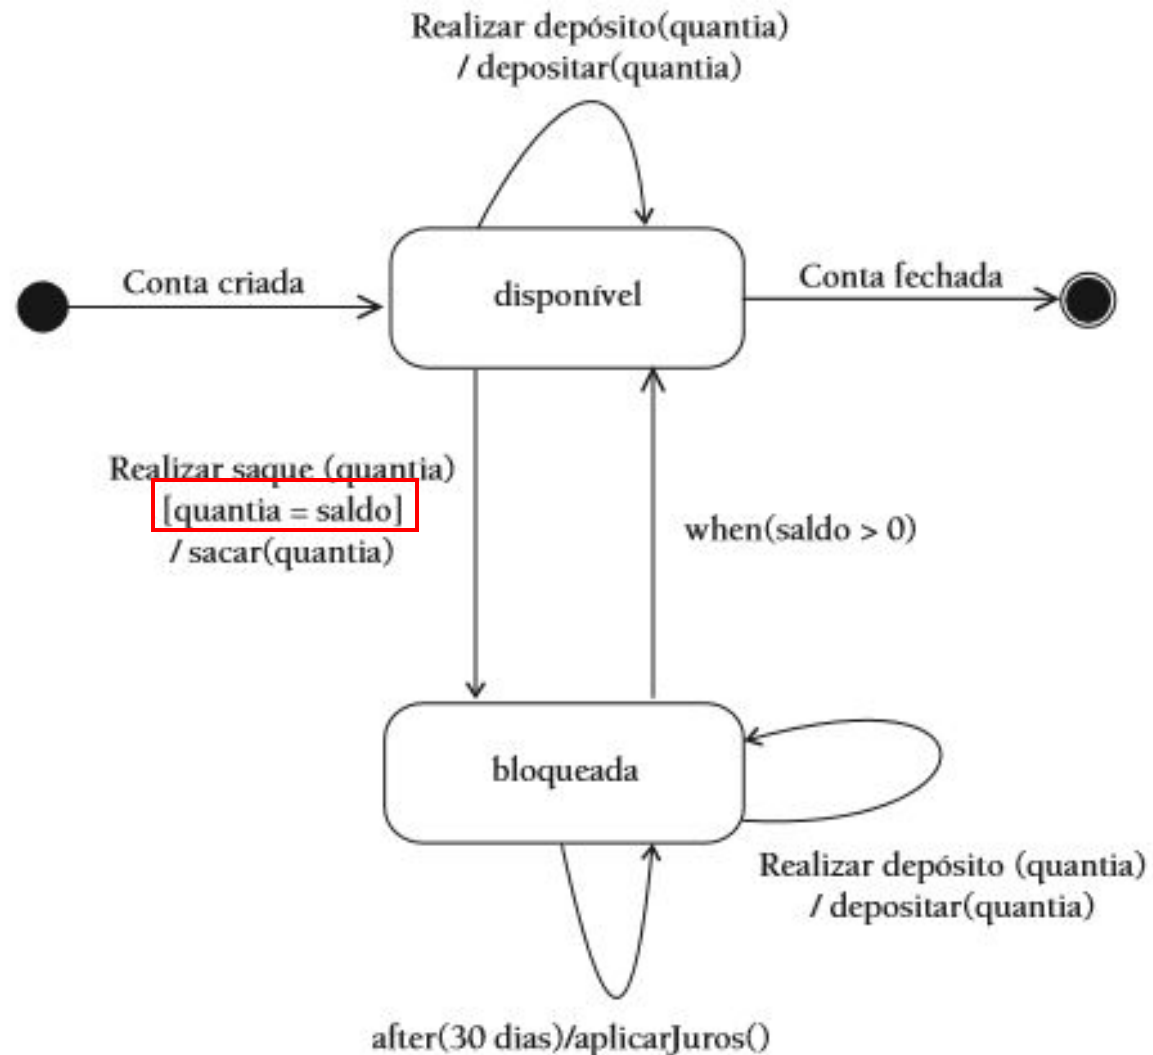 Realizar depósito(quantia)
/ depositar(quantia)
Conta criada
disponível
Conta fechada
Realizar saque (quantia)
[quantia = saldo]
/ sacar(quantia)
when(saldo > 0)
bloqueada
Realizar depósito (quantia)
/ depositar(quantia)
after(30 dias)/aplicarJuros()